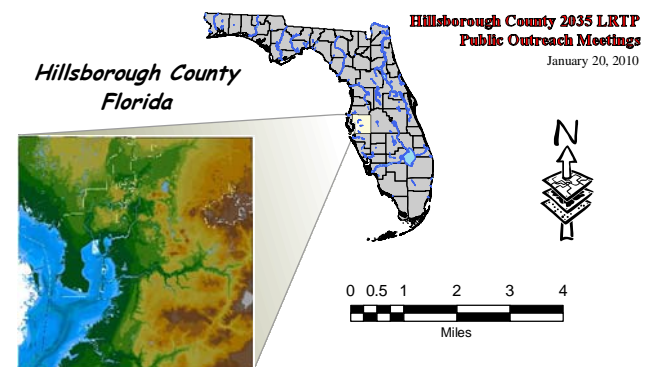 Hillsborough County 2035 LRTP
Public Outreach Meetings
January 20, 2010
Hillsborough County
Florida
N
0 0.5 1 2 3 4
Miles